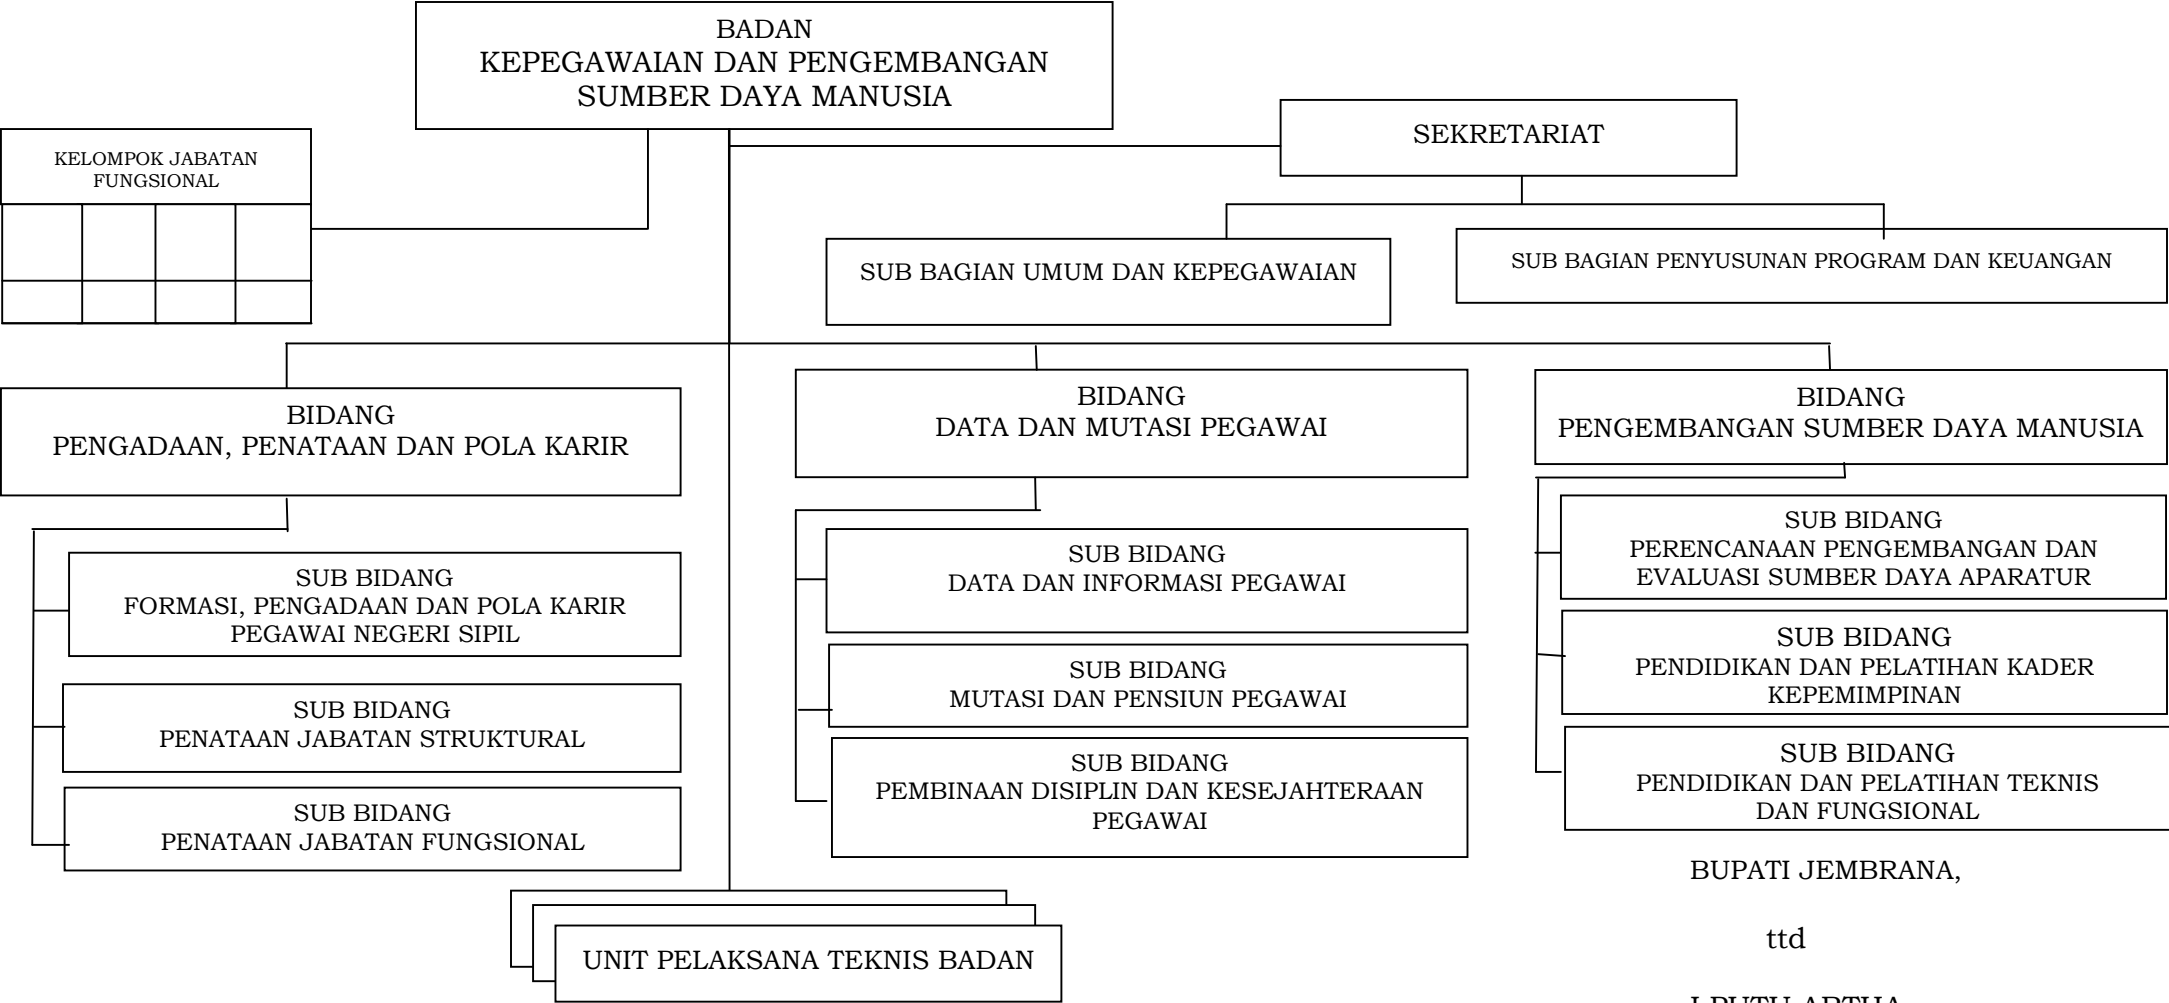 BADAN
KEPEGAWAIAN DAN PENGEMBANGAN
SUMBER DAYA MANUSIA
SEKRETARIAT
KELOMPOK JABATAN
FUNGSIONAL
SUB BAGIAN UMUM DAN KEPEGAWAIAN
SUB BAGIAN PENYUSUNAN PROGRAM DAN KEUANGAN
BIDANG
PENGADAAN, PENATAAN DAN POLA KARIR
SUB BIDANG
FORMASI, PENGADAAN DAN POLA KARIR
PEGAWAI NEGERI SIPIL
SUB BIDANG
PENATAAN JABATAN STRUKTURAL
SUB BIDANG
PENATAAN JABATAN FUNGSIONAL
BIDANG
DATA DAN MUTASI PEGAWAI
SUB BIDANG
DATA DAN INFORMASI PEGAWAI
SUB BIDANG
MUTASI DAN PENSIUN PEGAWAI
SUB BIDANG
PEMBINAAN DISIPLIN DAN KESEJAHTERAAN
PEGAWAI
BIDANG
PENGEMBANGAN SUMBER DAYA MANUSIA
SUB BIDANG
PERENCANAAN PENGEMBANGAN DAN
EVALUASI SUMBER DAYA APARATUR
SUB BIDANG
PENDIDIKAN DAN PELATIHAN KADER
KEPEMIMPINAN
SUB BIDANG
PENDIDIKAN DAN PELATIHAN TEKNIS
DAN FUNGSIONAL
UNIT PELAKSANA TEKNIS BADAN
BUPATI JEMBRANA,
ttd
I PUTU ARTHA